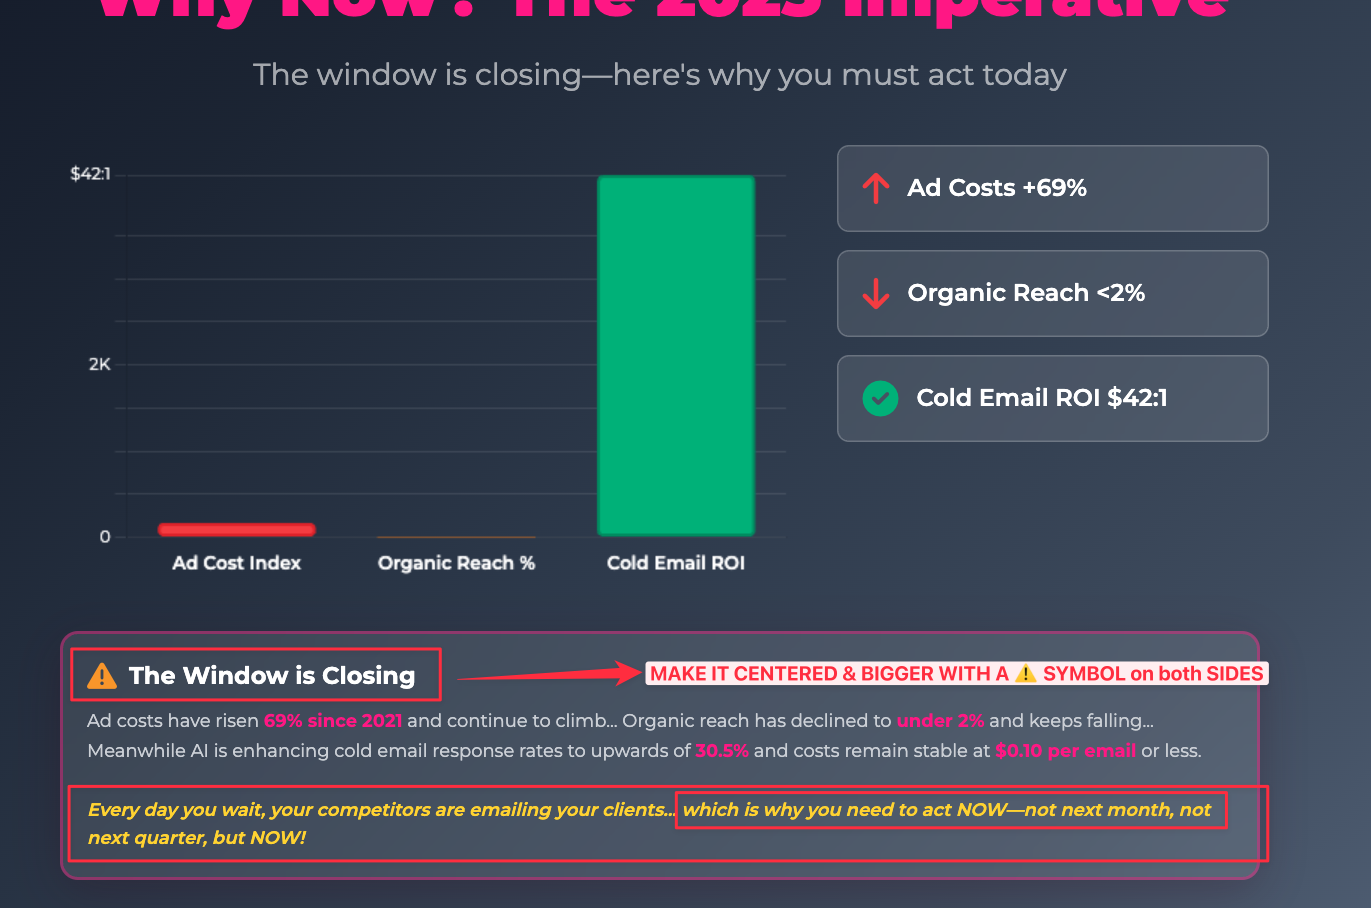 Why Now? The 2025 Imperative
The window is closing—here's why you must act today
$42:1
2K
0
Ad Cost Index
Organic Reach %
Cold Email ROI
Ad Costs +69%
Organic Reach <2%
Cold Email ROI $42:1
⚠ The Window is Closing
MAKE IT CENTERED & BIGGER WITH A ⚠️ SYMBOL on both SIDES
Ad costs have risen 69% since 2021 and continue to climb... Organic reach has declined to under 2% and keeps falling...
Meanwhile AI is enhancing cold email response rates to upwards of 30.5% and costs remain stable at $0.10 per email or less.
Every day you wait, your competitors are emailing your clients... which is why you need to act NOW—not next month, not
next quarter, but NOW!